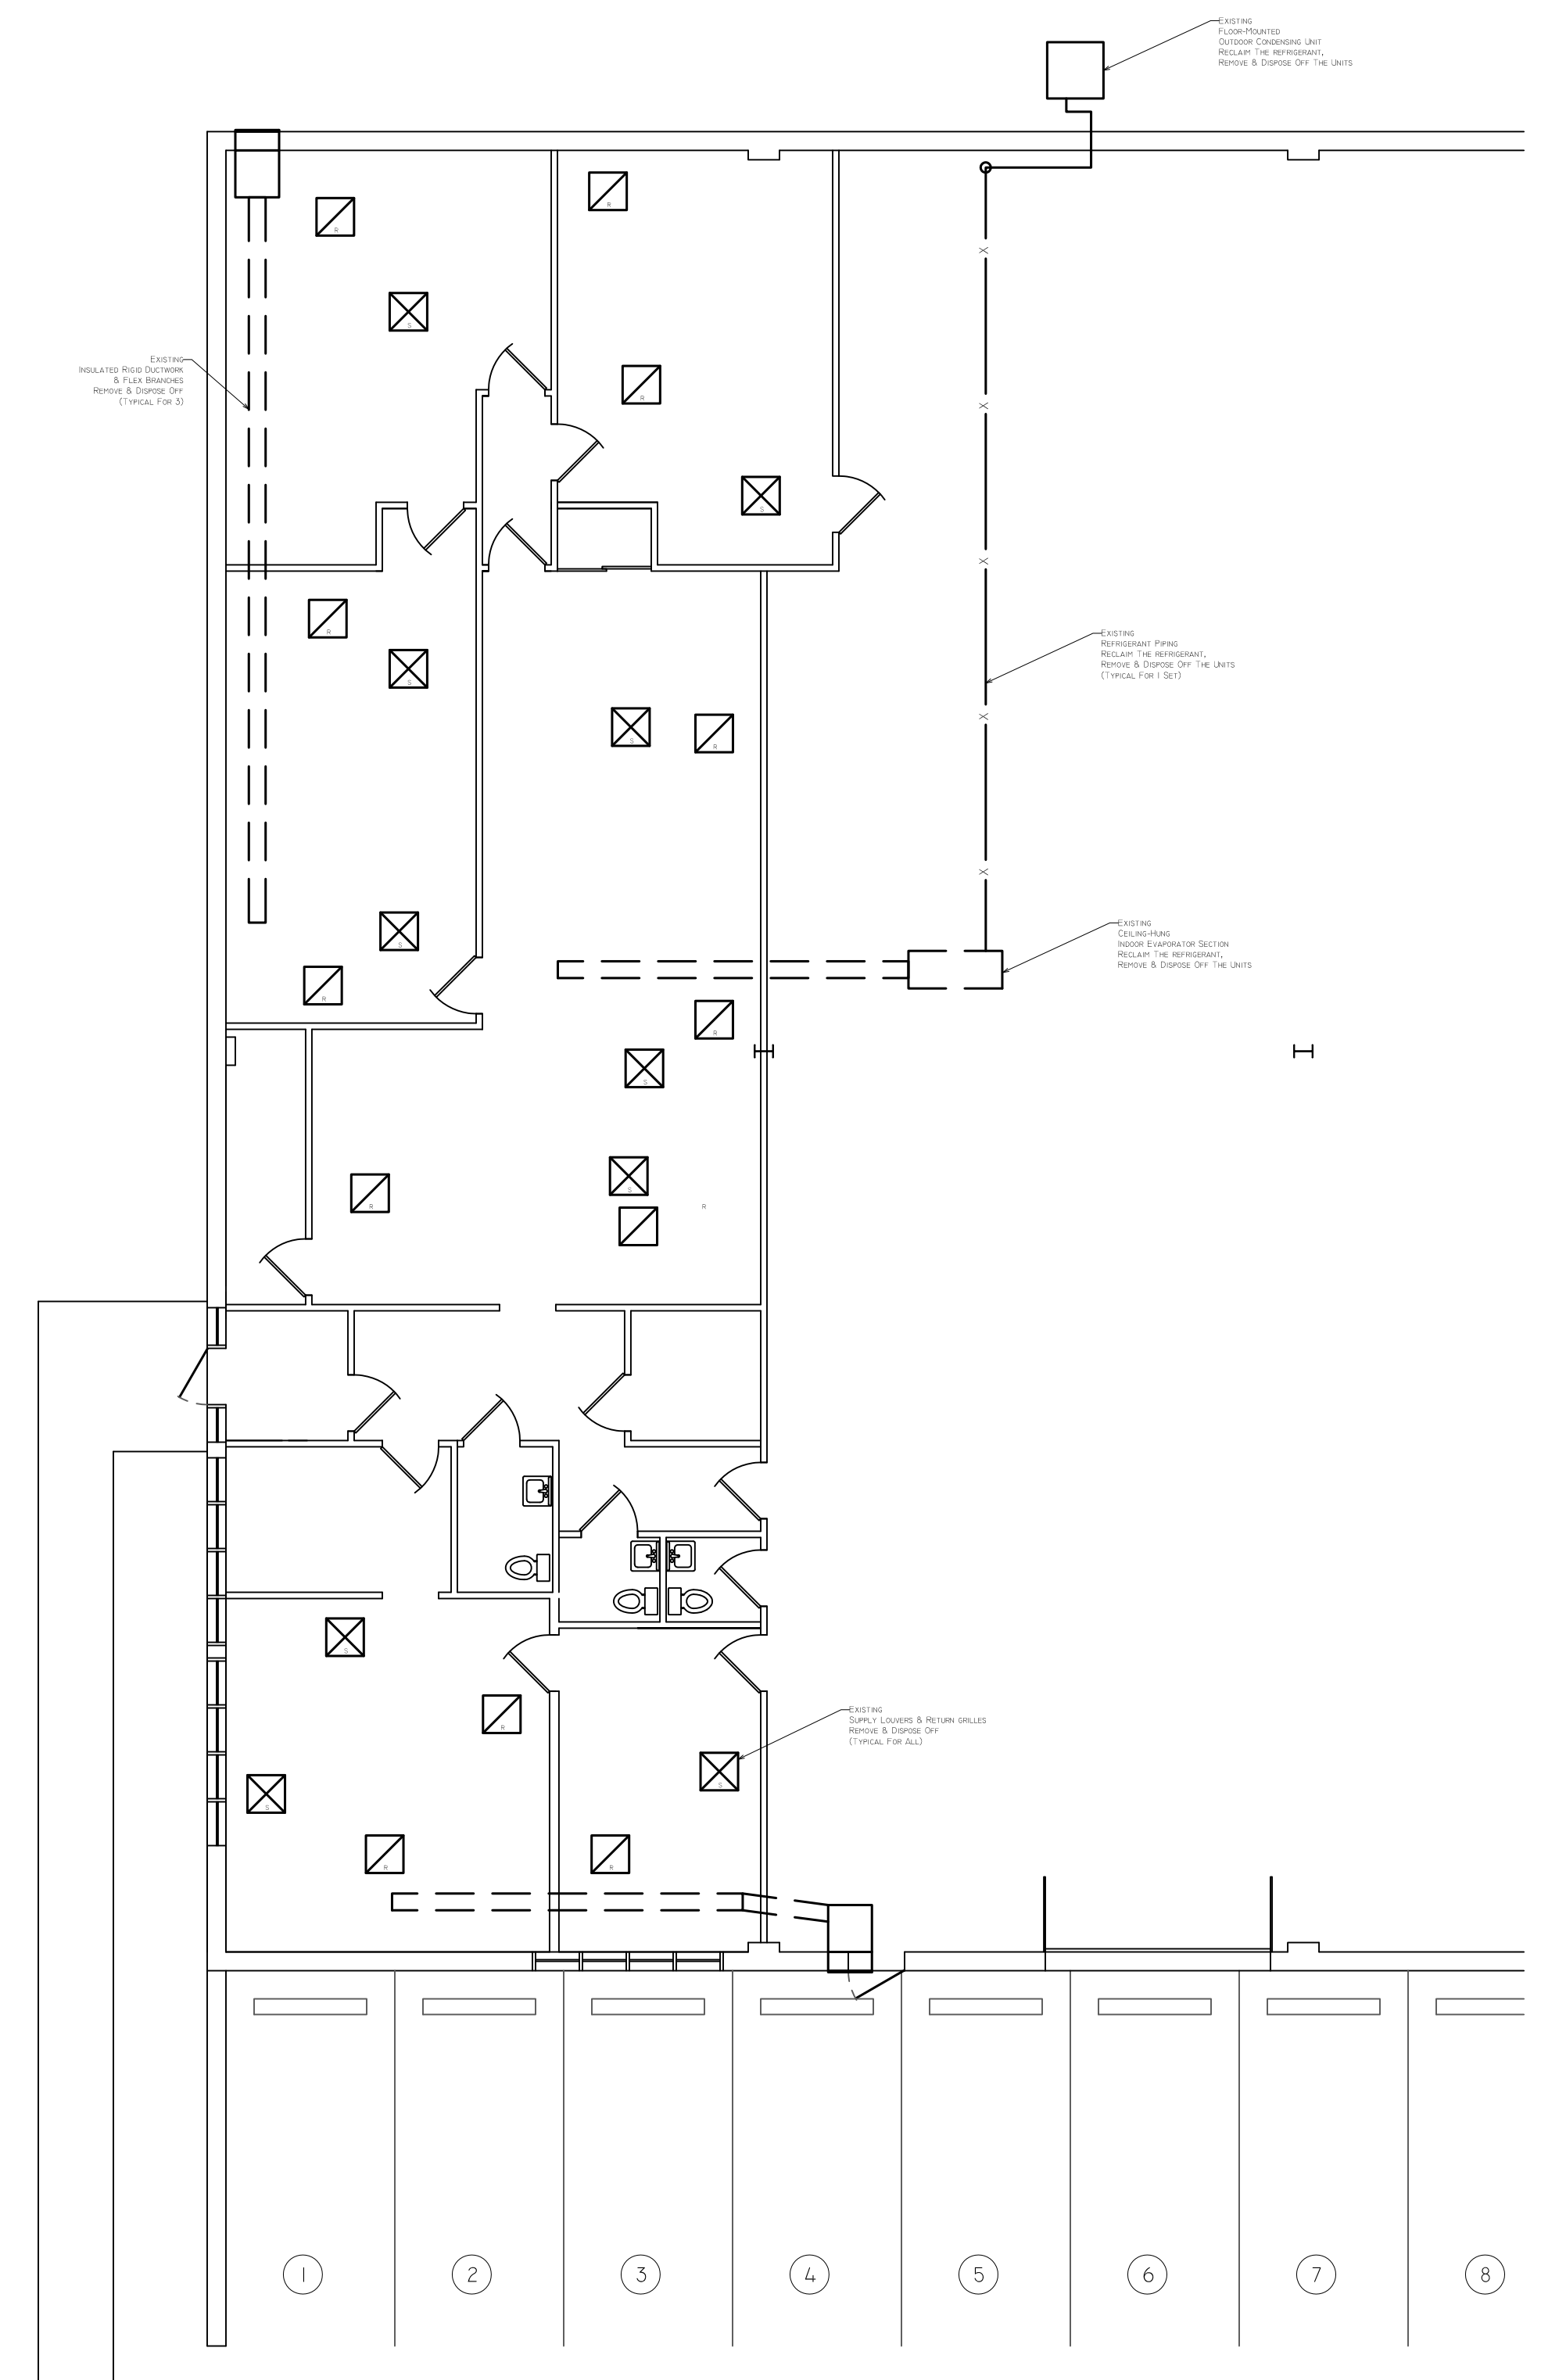 Existing
Floor-Mounted
Outdoor Condensing Unit
Reclaim The refrigerant,
Remove & Dispose Off The Units
R
R
S
X
Existing
Insulated Rigid Ductwork
& Flex Branches
Remove & Dispose Off
(Typical For 3)
R
X
S
X
R
Existing
Refrigerant Piping
Reclaim The refrigerant,
Remove & Dispose Off The Units
(Typical For 1 Set)
S
X
S
R
X
S
Existing
Ceiling-Hung
Indoor Evaporator Section
Reclaim The refrigerant,
Remove & Dispose Off The Units
R
R
S
S
R
R
S
Existing
Supply Louvers & Return grilles
Remove & Dispose Off
(Typical For All)
R
S
S
R
R
1
2
3
4
5
6
7
8